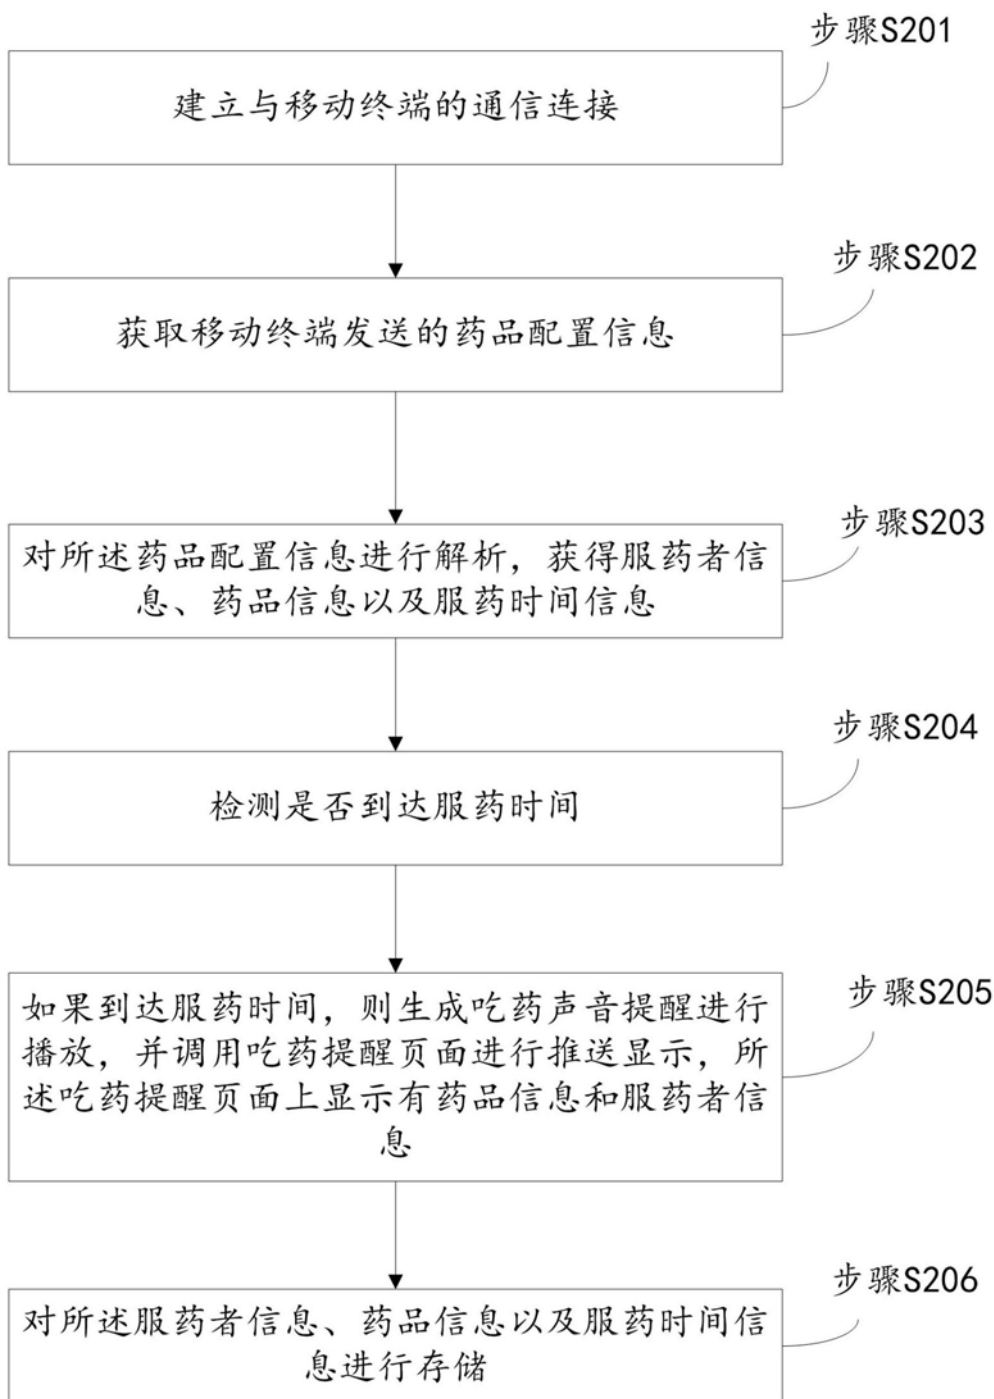 步骤S201
建立与移动终端的通信连接
步骤S202
获取移动终端发送的药品配置信息
步骤S203
对所述药品配置信息进行解析，获得服药者信
息、药品信息以及服药时间信息
步骤S204
检测是否到达服药时间
步骤S205
如果到达服药时间，则生成吃药声音提醒进行
播放，并调用吃药提醒页面进行推送显示，所
述吃药提醒页面上显示有药品信息和服药者信
息
步骤S206
对所述服药者信息、药品信息以及服药时间信
息进行存储